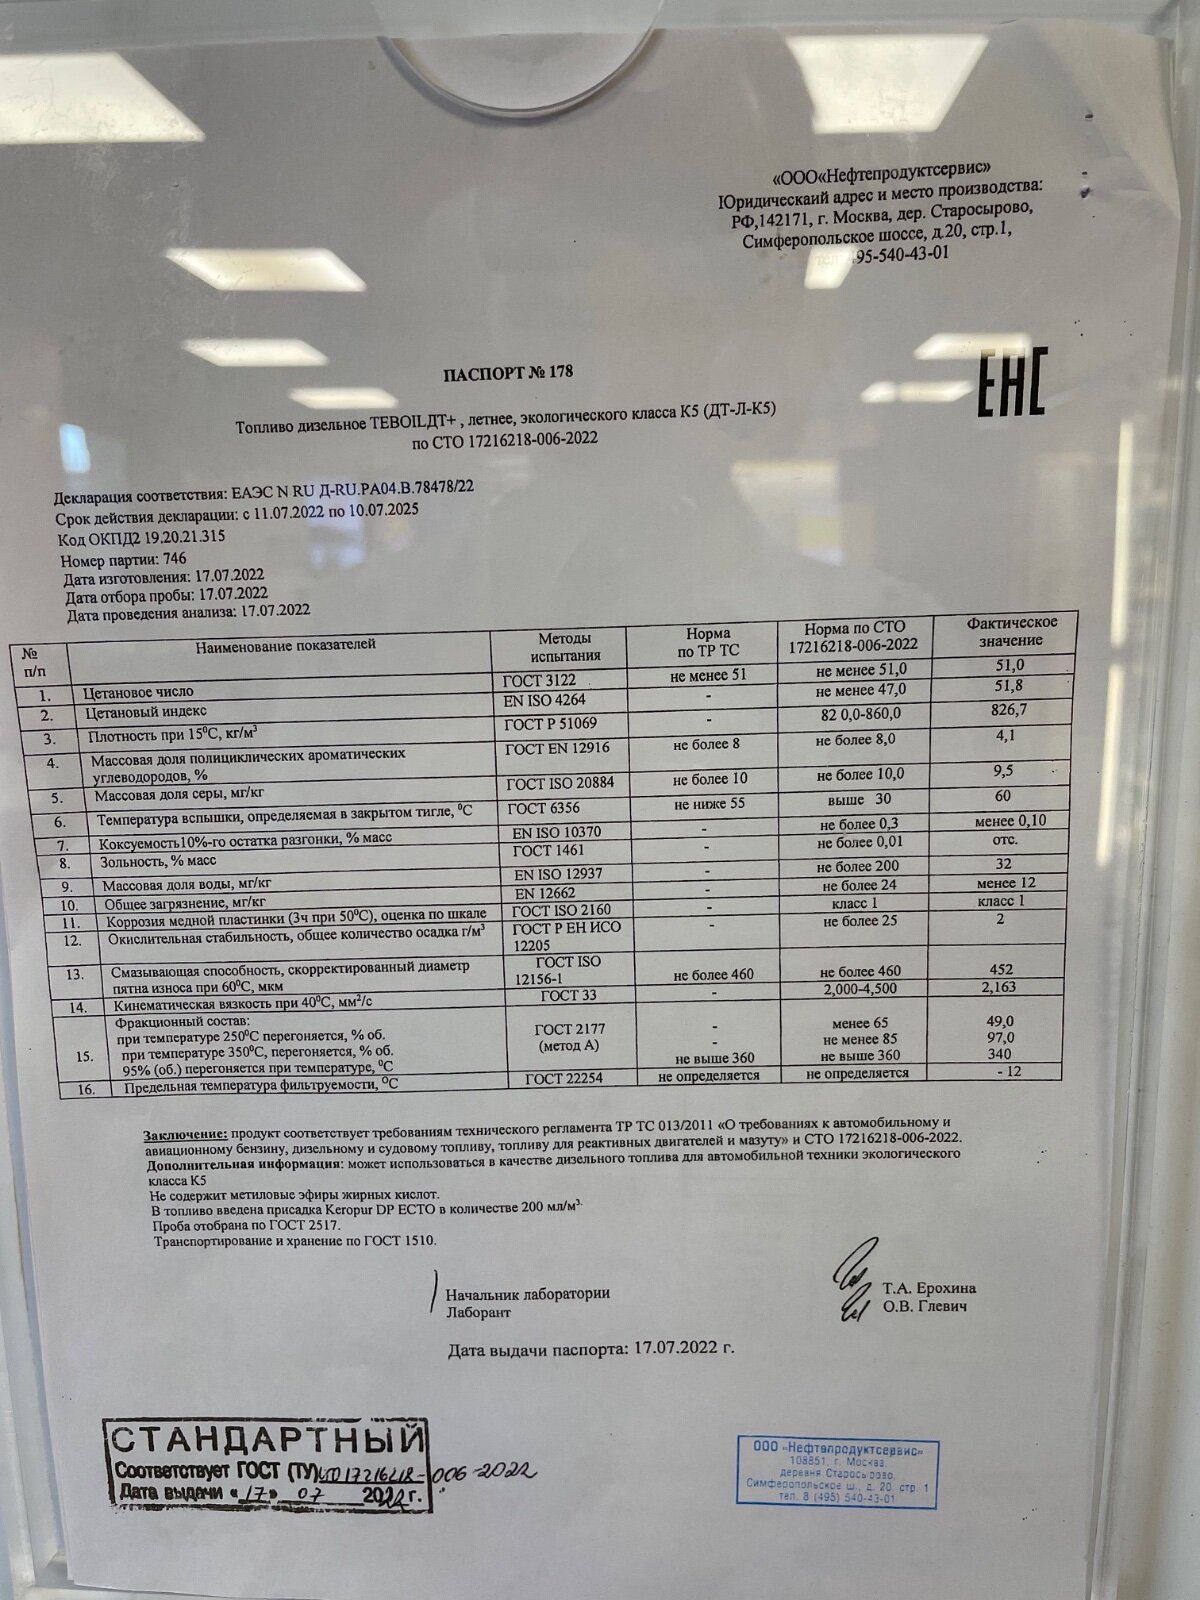 «ООО«Нефтепродуктсервис»
Юридическаий адрес и место производства:
РФ,142171, г. Москва, дер. Старосырово,
Симферопольское шоссе, д.20, стр.1,
95-540-43-01
ЕАС
ПАСПОРТ № 178
Топливо дизельное TEBOILДТ+ , летнее, экологического класса К5 (ДТ-Л-К5)
по СТО 17216218-006-2022
Декларация соответствия: ЕАЭС N RU Д-RU.РА04.В.78478/22
Срок действия декларации: с 11.07.2022 по 10.07.2025
Код ОКПД2 19.20.21.315
Номер партии: 746
Дата изготовления: 17.07.2022
Дата отбора пробы: 17.07.2022
Дата проведения анализа: 17.07.2022
№ п/п Наименование показателей Методы испытания Норма по ТР ТС Норма по СТО 17216218-006-2022 Фактическое значение
1. Цетановое число ГОСТ 3122 не менее 51 не менее 51,0 51,0
2. Цетановый индекс EN ISO 4264 - не менее 47,0 51,8
3. Плотность при 15⁰С, кг/м³ ГОСТ Р 51069 - 82 0,0-860,0 826,7
4. Массовая доля полициклических ароматических углеводородов, % ГОСТ EN 12916 не более 8 не более 8,0 4,1
5. Массовая доля серы, мг/кг ГОСТ ISO 20884 не более 10 не более 10,0 9,5
6. Температура вспышки, определяемая в закрытом тигле, ⁰С ГОСТ 6356 не ниже 55 выше 30 60
7. Коксуемость10%-го остатка разгонки, % масс EN ISO 10370 - не более 0,3 менее 0,10
8. Зольность, % масс ГОСТ 1461 - не более 0,01 отс.
9. Массовая доля воды, мг/кг EN ISO 12937 - не более 200 32
10. Общее загрязнение, мг/кг EN 12662 - не более 24 менее 12
11. Коррозия медной пластинки (3ч при 50⁰С), оценка по шкале ГОСТ ISO 2160 - класс 1 класс 1
12. Окислительная стабильность, общее количество осадка г/м³ ГОСТ Р ЕН ИСО 12205 - не более 25 2
13. Смазывающая способность, скорректированный диаметр пятна износа при 60⁰С, мкм ГОСТ ISO 12156-1 не более 460 не более 460 452
14. Кинематическая вязкость при 40⁰С, мм²/с ГОСТ 33 - 2,000-4,500 2,163
15. Фракционный состав: ГОСТ 2177 (метод А)
при температуре 250⁰С перегоняется, % об. - менее 65 49,0
при температуре 350⁰С, перегоняется, % об. - не менее 85 97,0
95% (об.) перегоняется при температуре, ⁰С не выше 360 не выше 360 340
16. Предельная температура фильтруемости, ⁰С ГОСТ 22254 не определяется не определяется - 12
Заключение: продукт соответствует требованиям технического регламента ТР ТС 013/2011 «О требованиях к автомобильному и
авиационному бензину, дизельному и судовому топливу, топливу для реактивных двигателей и мазуту» и СТО 17216218-006-2022.
Дополнительная информация: может использоваться в качестве дизельного топлива для автомобильной техники экологического
класса К5
Не содержит метиловые эфиры жирных кислот.
В топливо введена присадка Keropur DP ECTO в количестве 200 мл/м³.
Проба отобрана по ГОСТ 2517.
Транспортирование и хранение по ГОСТ 1510.
Начальник лаборатории Т.А. Ерохина
Лаборант О.В. Глевич
Дата выдачи паспорта: 17.07.2022 г.
СТАНДАРТНЫЙ
Соответствует ГОСТ (ТУ) СТО 17216218-006-2022
Дата выдачи «17» 07 2022 г.
ООО «Нефтепродуктсервис»
108851, г. Москва,
деревня Старосырово,
Симферопольское ш., д. 20, стр. 1
тел. 8 (495) 540-43-01